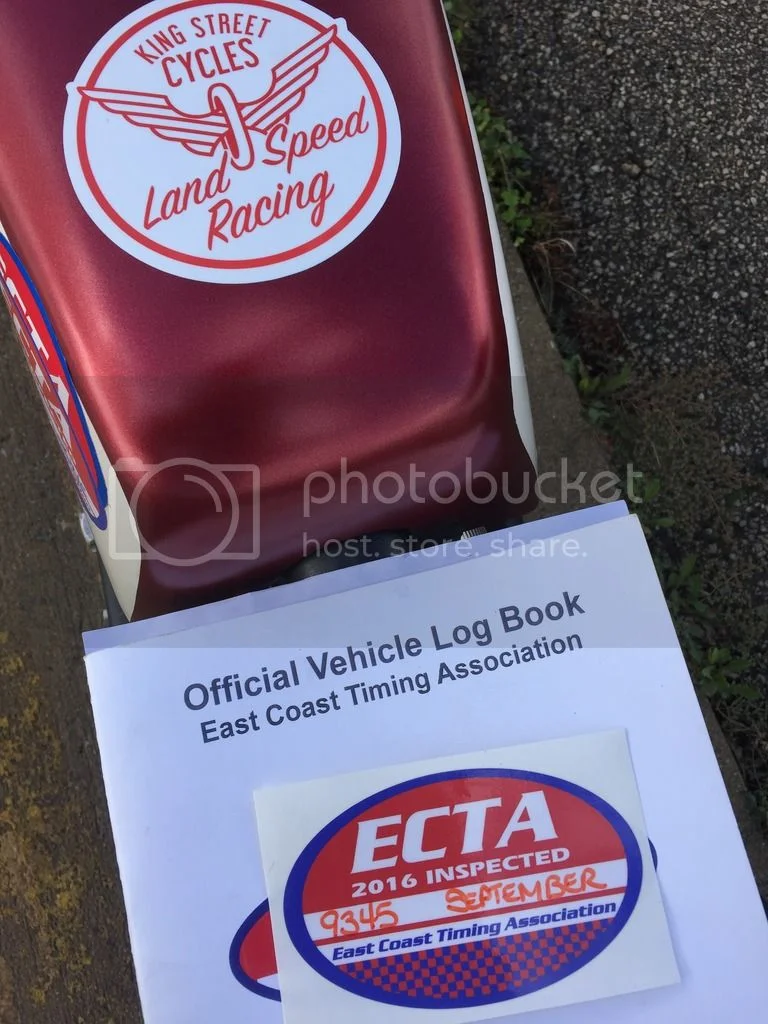 KING STREET
CYCLES
Land Speed
Racing
photobucket
host. store. share.
Official Vehicle Log Book
East Coast Timing Association
ECTA
2016 INSPECTED
9345 SEPTEMBER
East Coast Timing Association